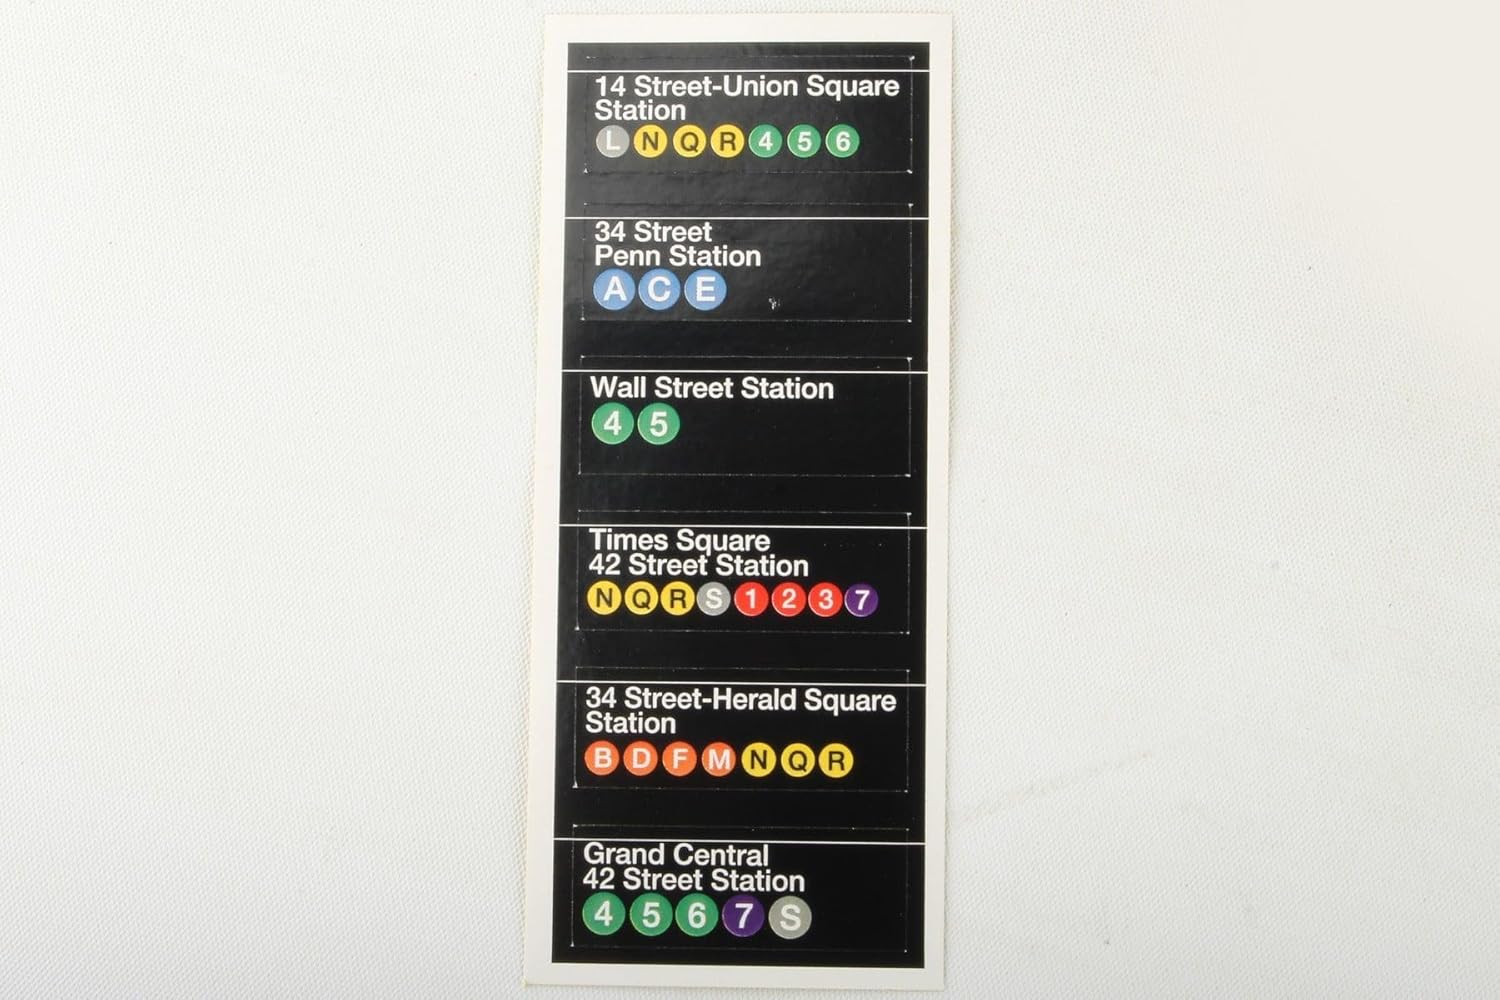 14 Street-Union Square
Station
L N Q R 4 5 6
34 Street
Penn Station
A C E
Wall Street Station
4 5
Times Square
42 Street Station
N Q R S 1 2 3 7
34 Street-Herald Square
Station
B D F M N Q R
Grand Central
42 Street Station
4 5 6 7 S